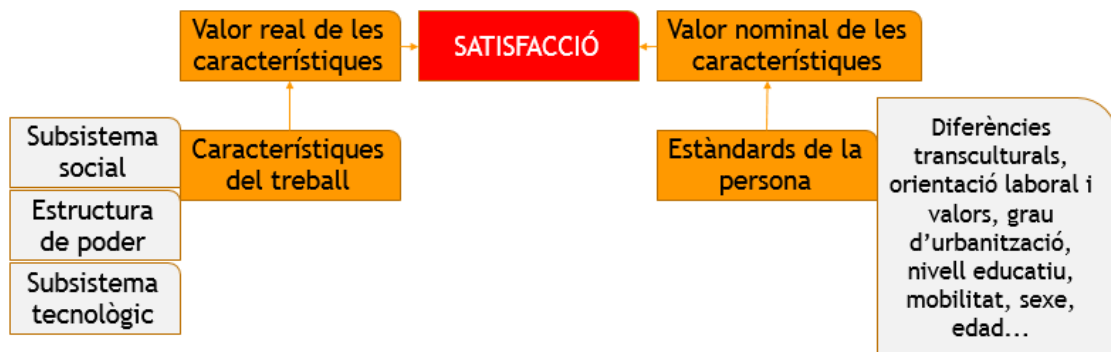 Valor real de les
característiques
SATISFACCIÓ
Valor nominal de les
característiques
Subsistema
social
Característiques
del treball
Estàndards de la
persona
Diferències
transculturals,
orientació laboral i
valors, grau
d'urbanització,
nivell educatiu,
mobilitat, sexe,
edad...
Estructura
de poder
Subsistema
tecnològic